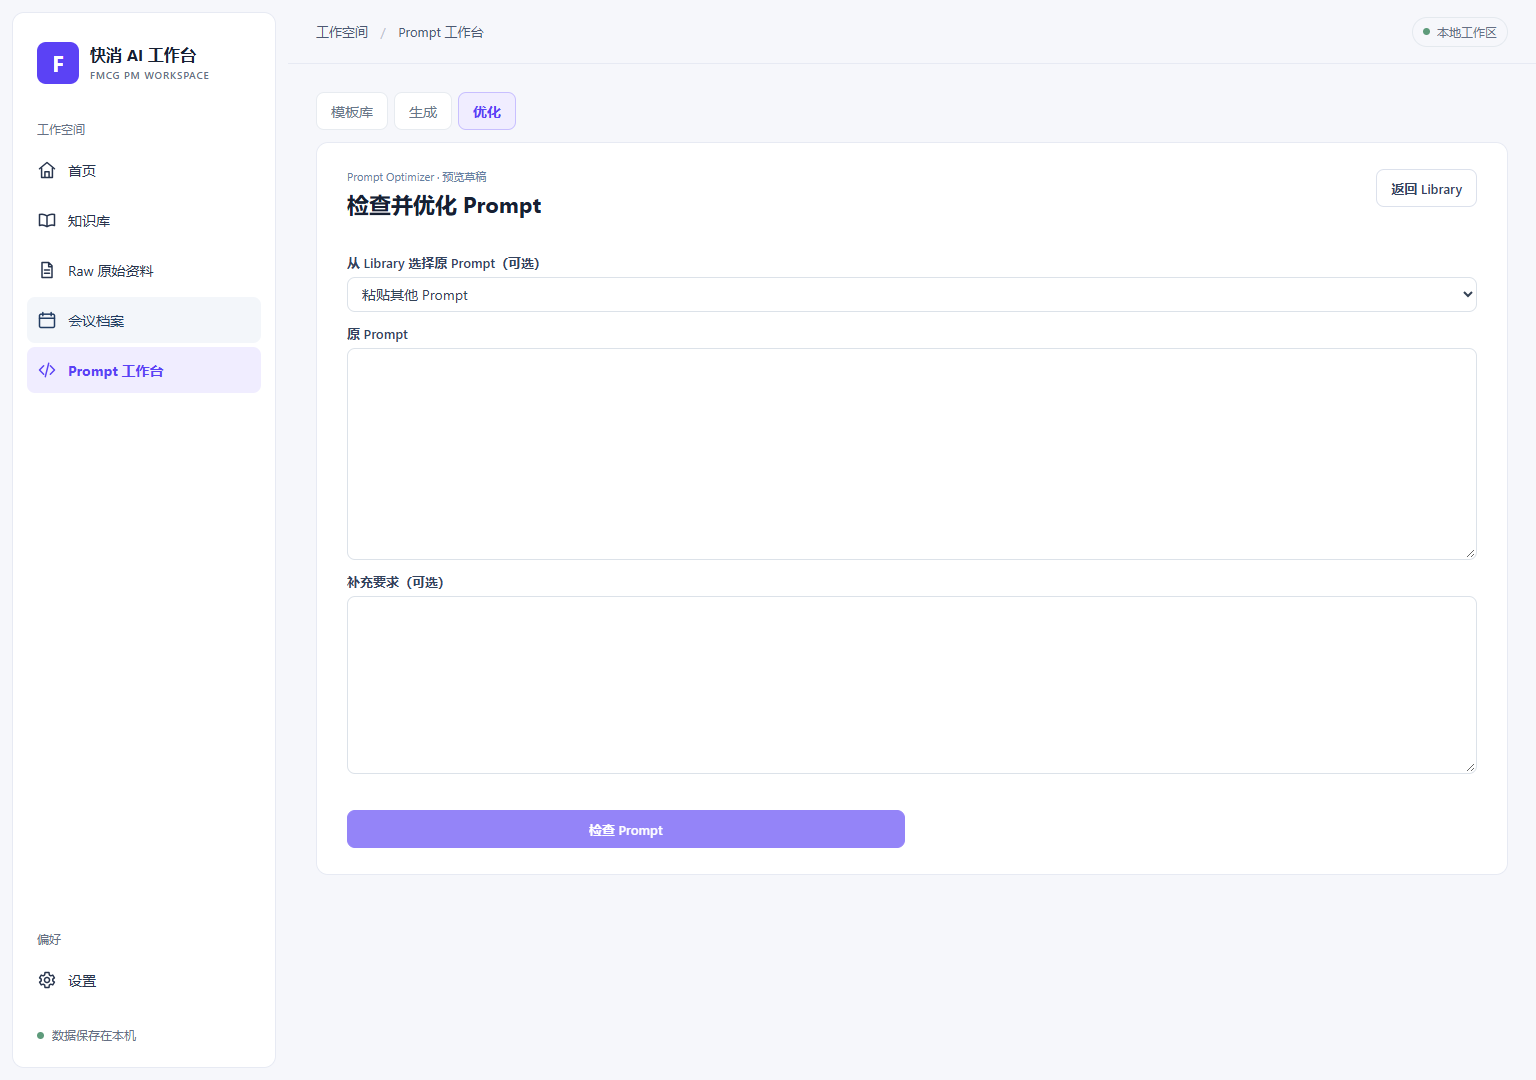 F
快消 AI 工作台
FMCG PM WORKSPACE
工作空间
首页
知识库
Raw 原始资料
会议档案
Prompt 工作台
偏好
设置
数据保存在本机
工作空间 / Prompt 工作台
本地工作区
模板库
生成
优化
Prompt Optimizer · 预览草稿
检查并优化 Prompt
返回 Library
从 Library 选择原 Prompt（可选）
粘贴其他 Prompt
原 Prompt
补充要求（可选）
检查 Prompt